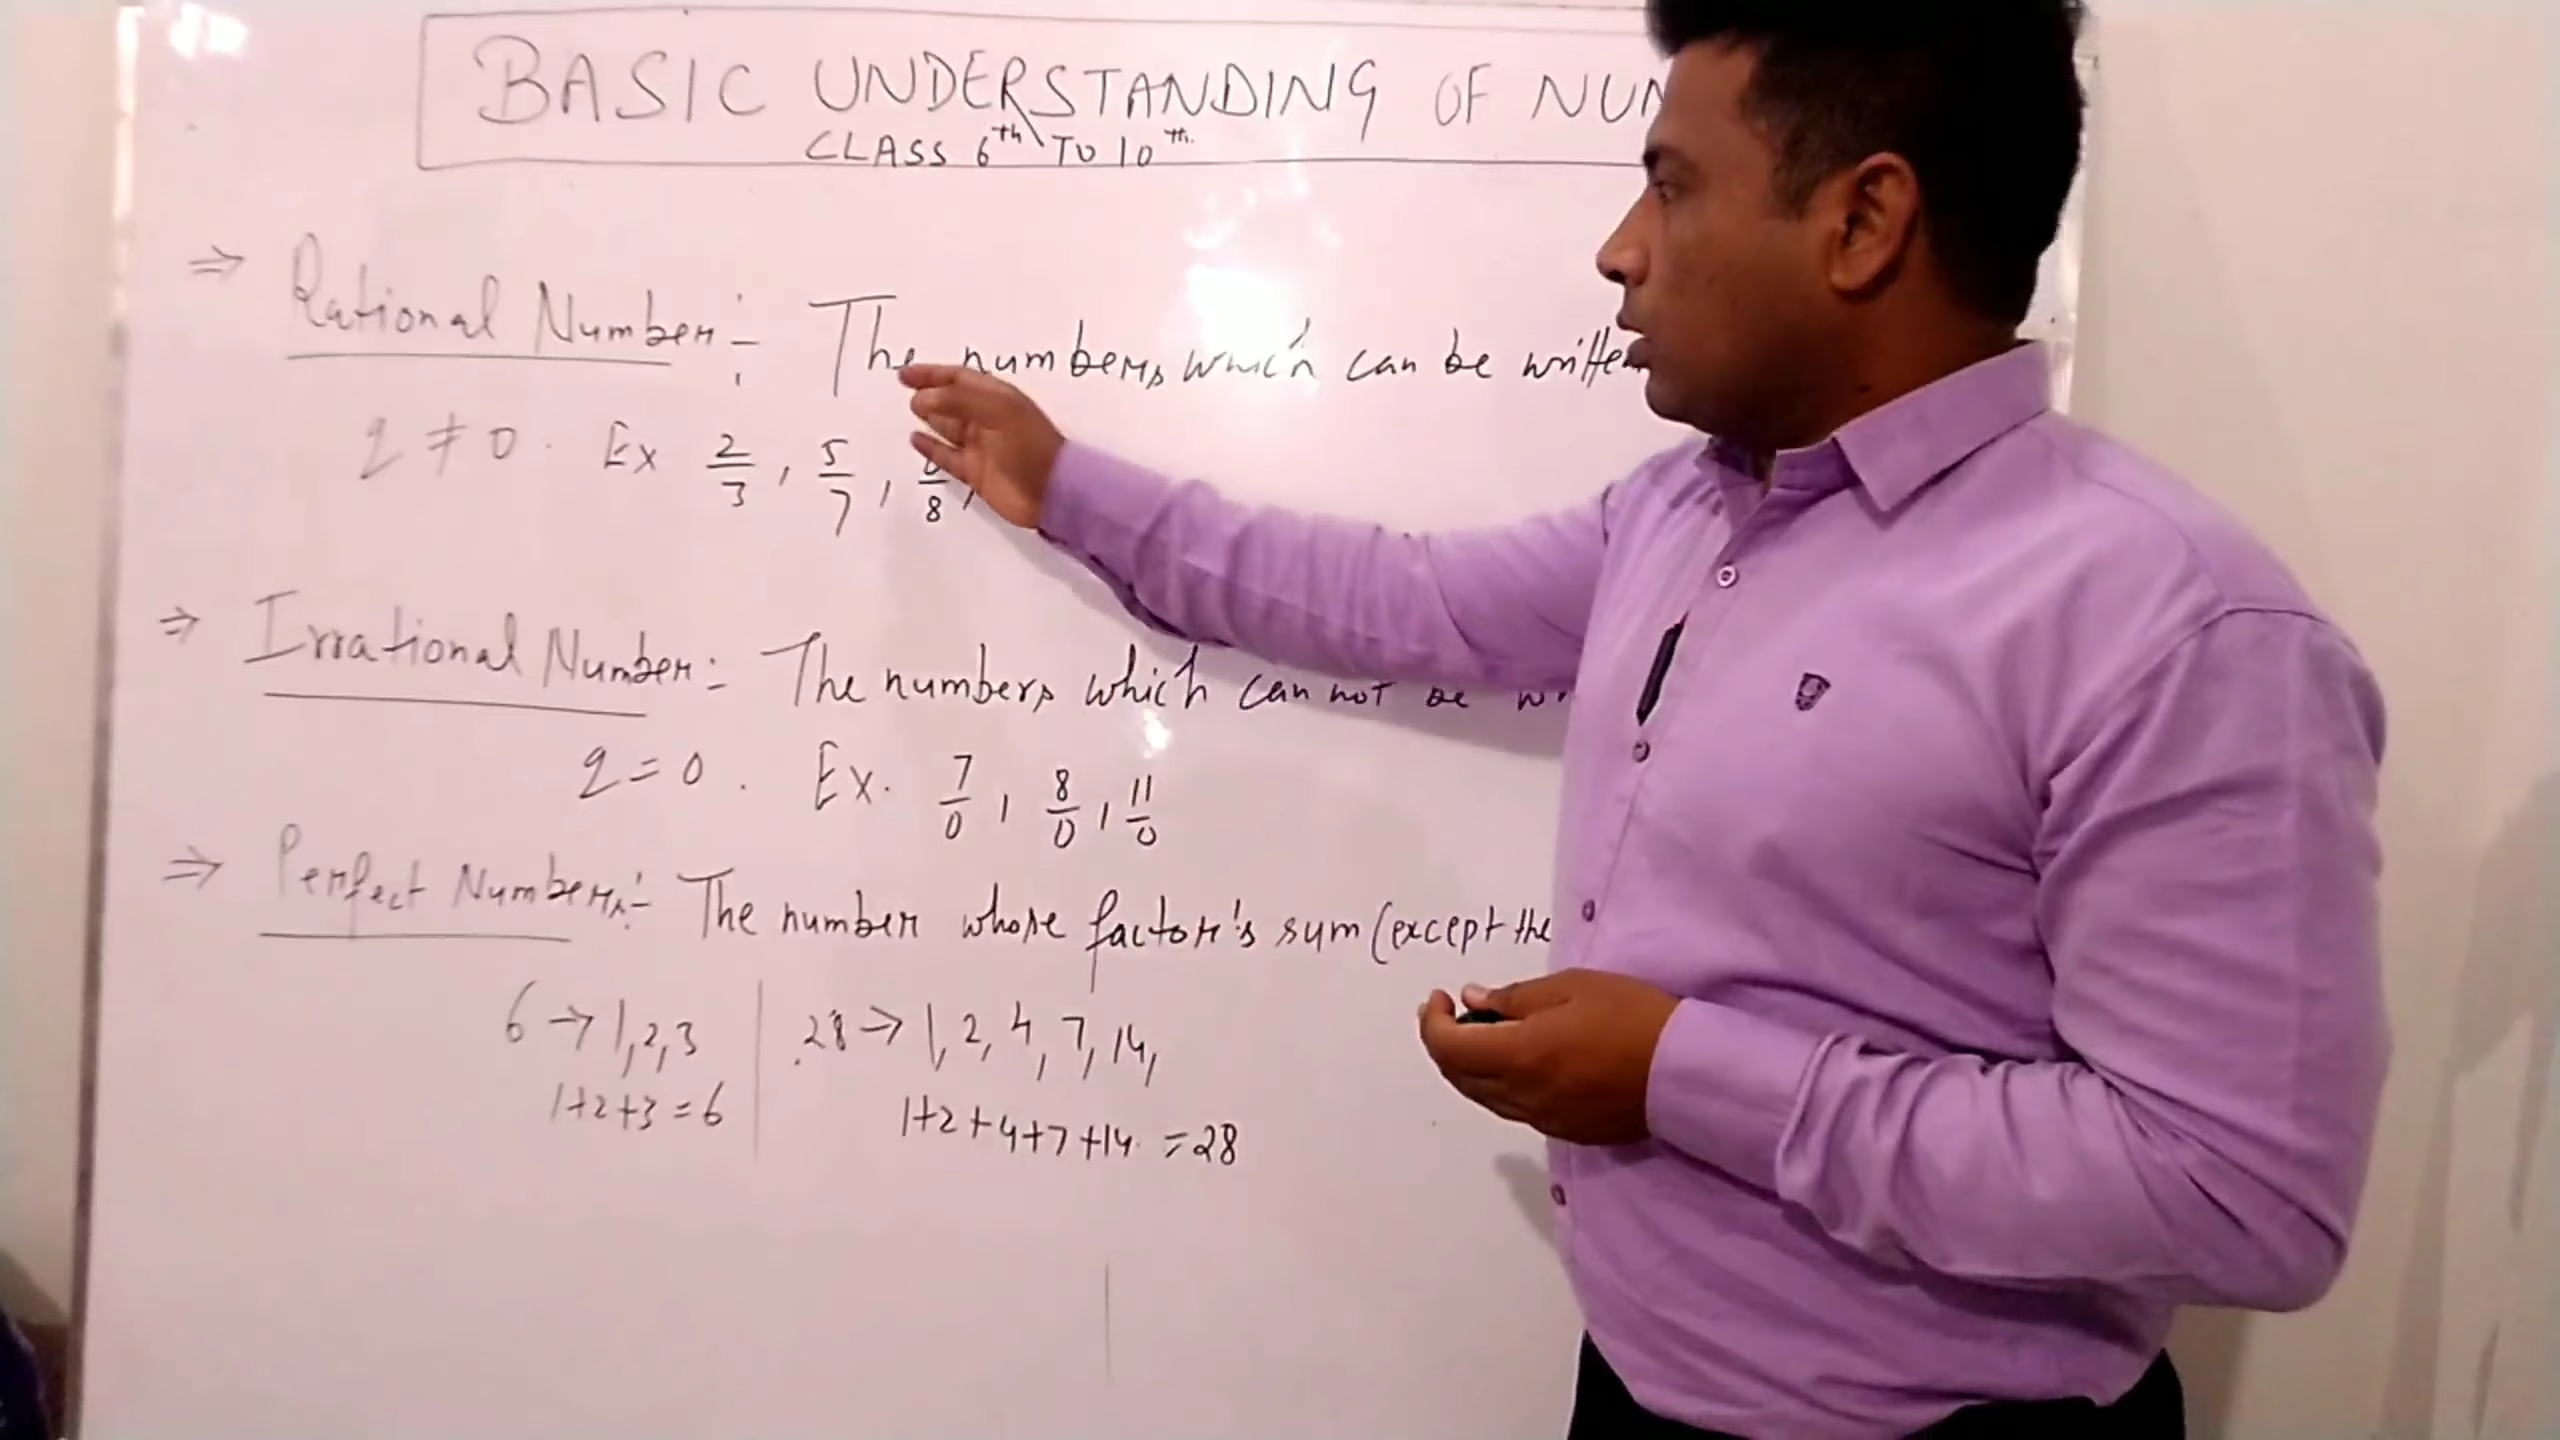 BASIC UNDERSTANDING OF NUM
CLASS 6th TO 10th.
⇒ Rational Number :- The numbers which can be written
q ≠ 0. Ex 2/3, 5/7, /8,
⇒ Irrational Number:- The numbers which can not be
q = 0. Ex. 7/0, 8/0, 11/0
⇒ Perfect Numbers:- The number whose factor's sum (except the
6 → 1,2,3 | 28 → 1, 2, 4, 7, 14,
1+2+3=6 1+2+4+7+14. =28